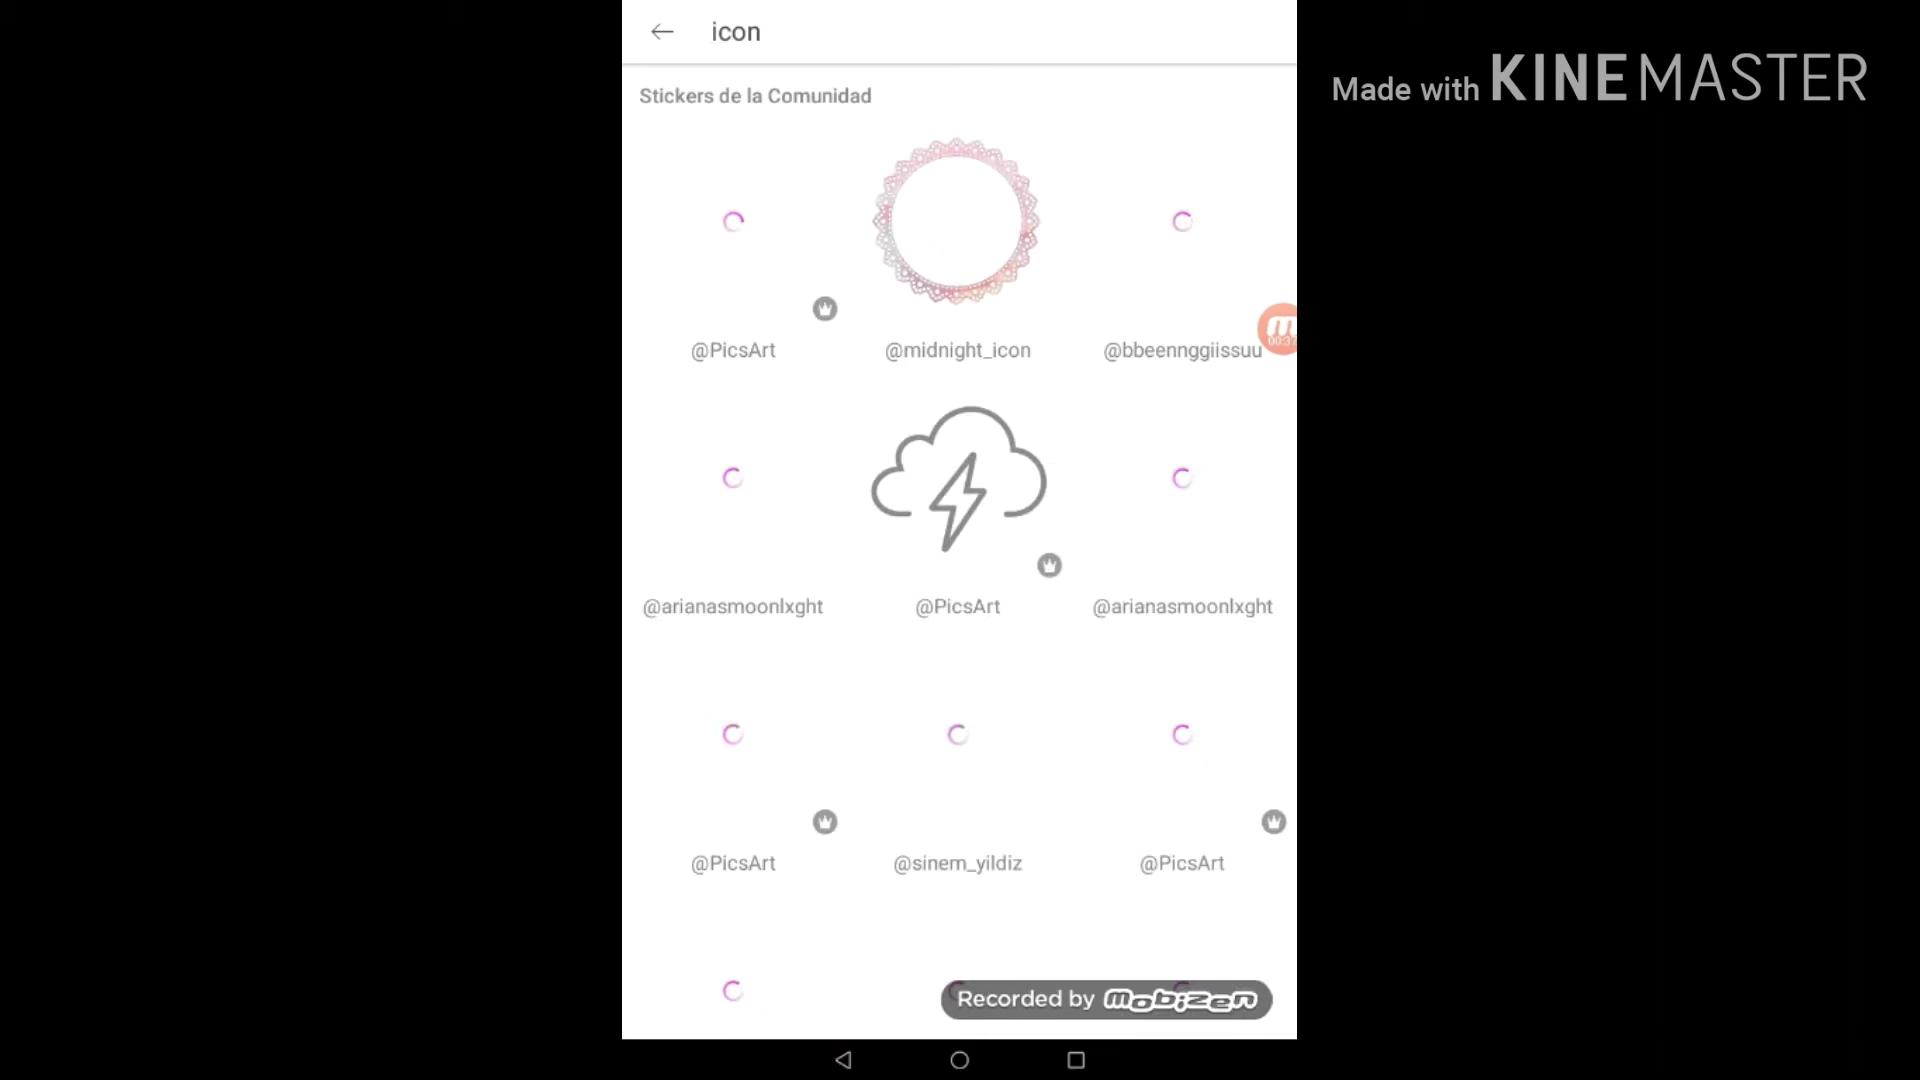 icon
Made with KINEMASTER
Stickers de la Comunidad
@PicsArt
@midnight_icon
@bbeennggiissuu
@arianasmoonlxght
@PicsArt
@arianasmoonlxght
@PicsArt
@sinem_yildiz
@PicsArt
Recorded by mobizen